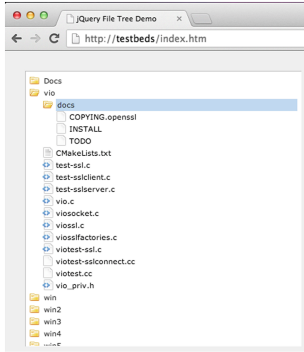 jQuery File Tree Demo
http://testbeds/index.htm
Docs
vio
docs
COPYING.openssl
INSTALL
TODO
CMakeLists.txt
test-ssl.c
test-sslclient.c
test-sslserver.c
vio.c
viosocket.c
viossl.c
viosslfactories.c
viotest-ssl.c
viotest-sslconnect.cc
viotest.cc
vio_priv.h
win
win2
win3
win4
win5